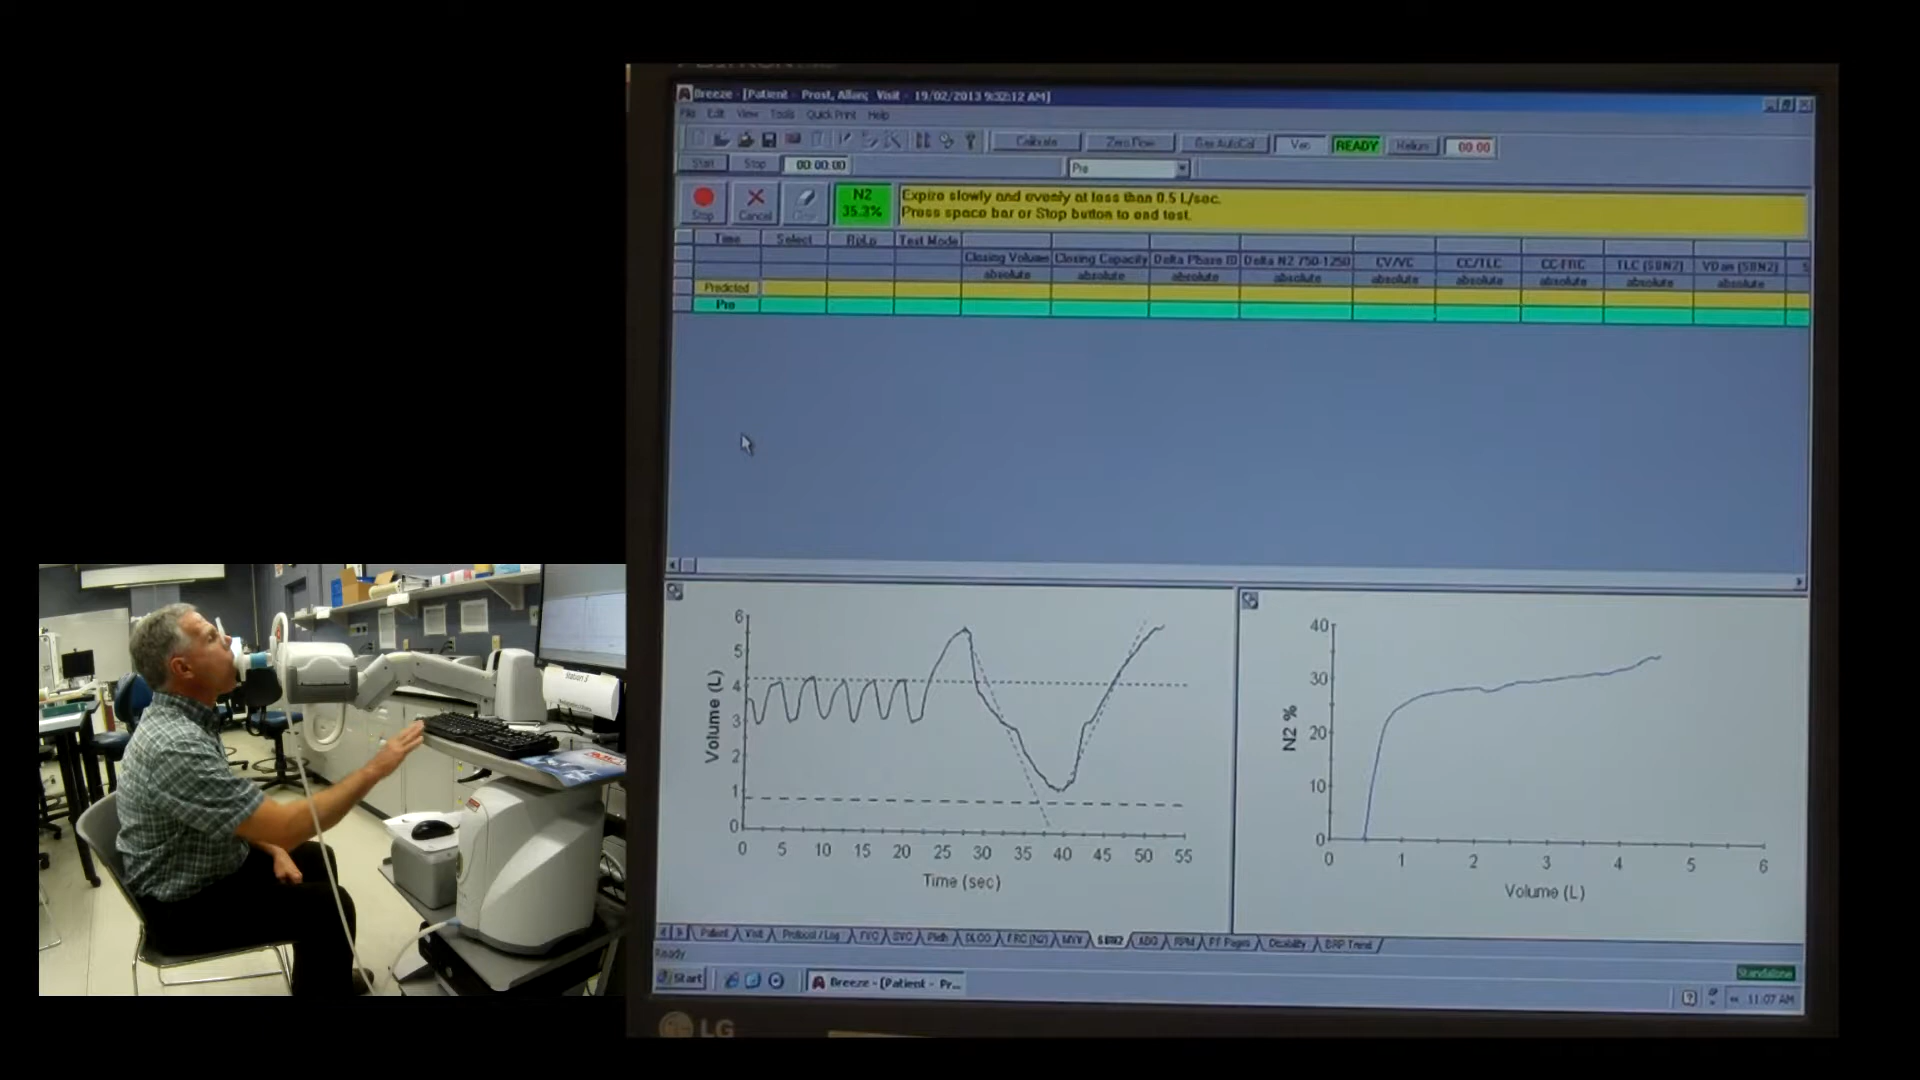 Breeze - [Patient - Prost, Allan; Visit - 19/02/2013 9:32:12 AM]
File Edit View Tools Quick Print Help
Calibrate Zero Flow Gas AutoCal Vac READY Helium 00:00
Start Stop 00:00:00 Pre
Stop Cancel Clear N2 35.3%
Expire slowly and evenly at less than 0.5 L/sec.
Press space bar or Stop button to end test.
Time Select Rpt.p Test Mode
Closing Volume Closing Capacity Delta Phase III Delta N2 750-1250 CV/VC CC/TLC CC-FRC TLC (SBN2) VDan (SBN2) S
absolute absolute absolute absolute absolute absolute absolute absolute absolute
Predicted
Pre
6
5
4
3
2
1
0
Volume (L)
0 5 10 15 20 25 30 35 40 45 50 55
Time (sec)
40
30
20
10
0
N2 %
0 1 2 3 4 5 6
Volume (L)
Patient Visit Protocol / Log FVC SVC Pleth DLCO FRC (N2) MVV SBN2 RPM PF Pages Disability BRP Trend
Ready
Standalone
Start Breeze - [Patient - Pr... 11:07 AM
LG
Station 3